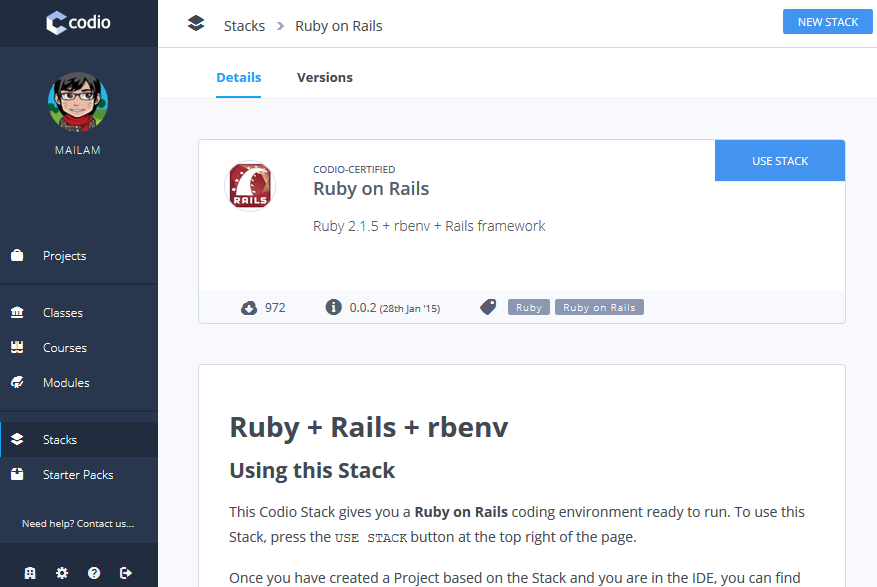 codio
Stacks > Ruby on Rails
NEW STACK
MAILAM
Projects
Classes
Courses
Modules
Stacks
Starter Packs
Need help? Contact us...
Details Versions
CODIO-CERTIFIED
USE STACK
Ruby on Rails
Ruby 2.1.5 + rbenv + Rails framework
RAILS
972 0.0.2 (28th Jan '15) Ruby Ruby on Rails
Ruby + Rails + rbenv
Using this Stack
This Codio Stack gives you a Ruby on Rails coding environment ready to run. To use this
Stack, press the USE STACK button at the top right of the page.
Once you have created a Project based on the Stack and you are in the IDE, you can find